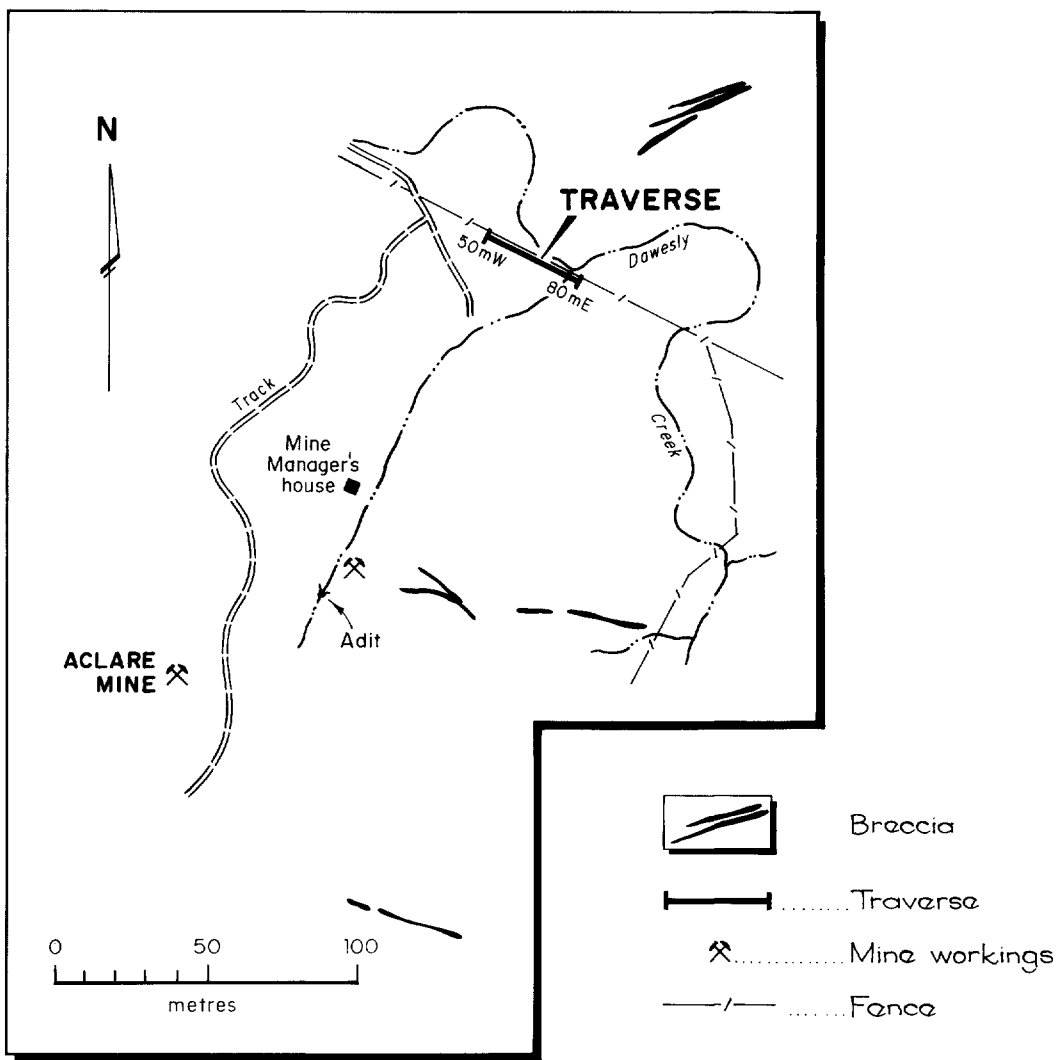 N
TRAVERSE
50mW
80mE
Dawesly
Creek
Track
Mine
Manager's
house
Adit
ACLARE
MINE
0 50 100
metres
Breccia
Traverse
Mine workings
Fence